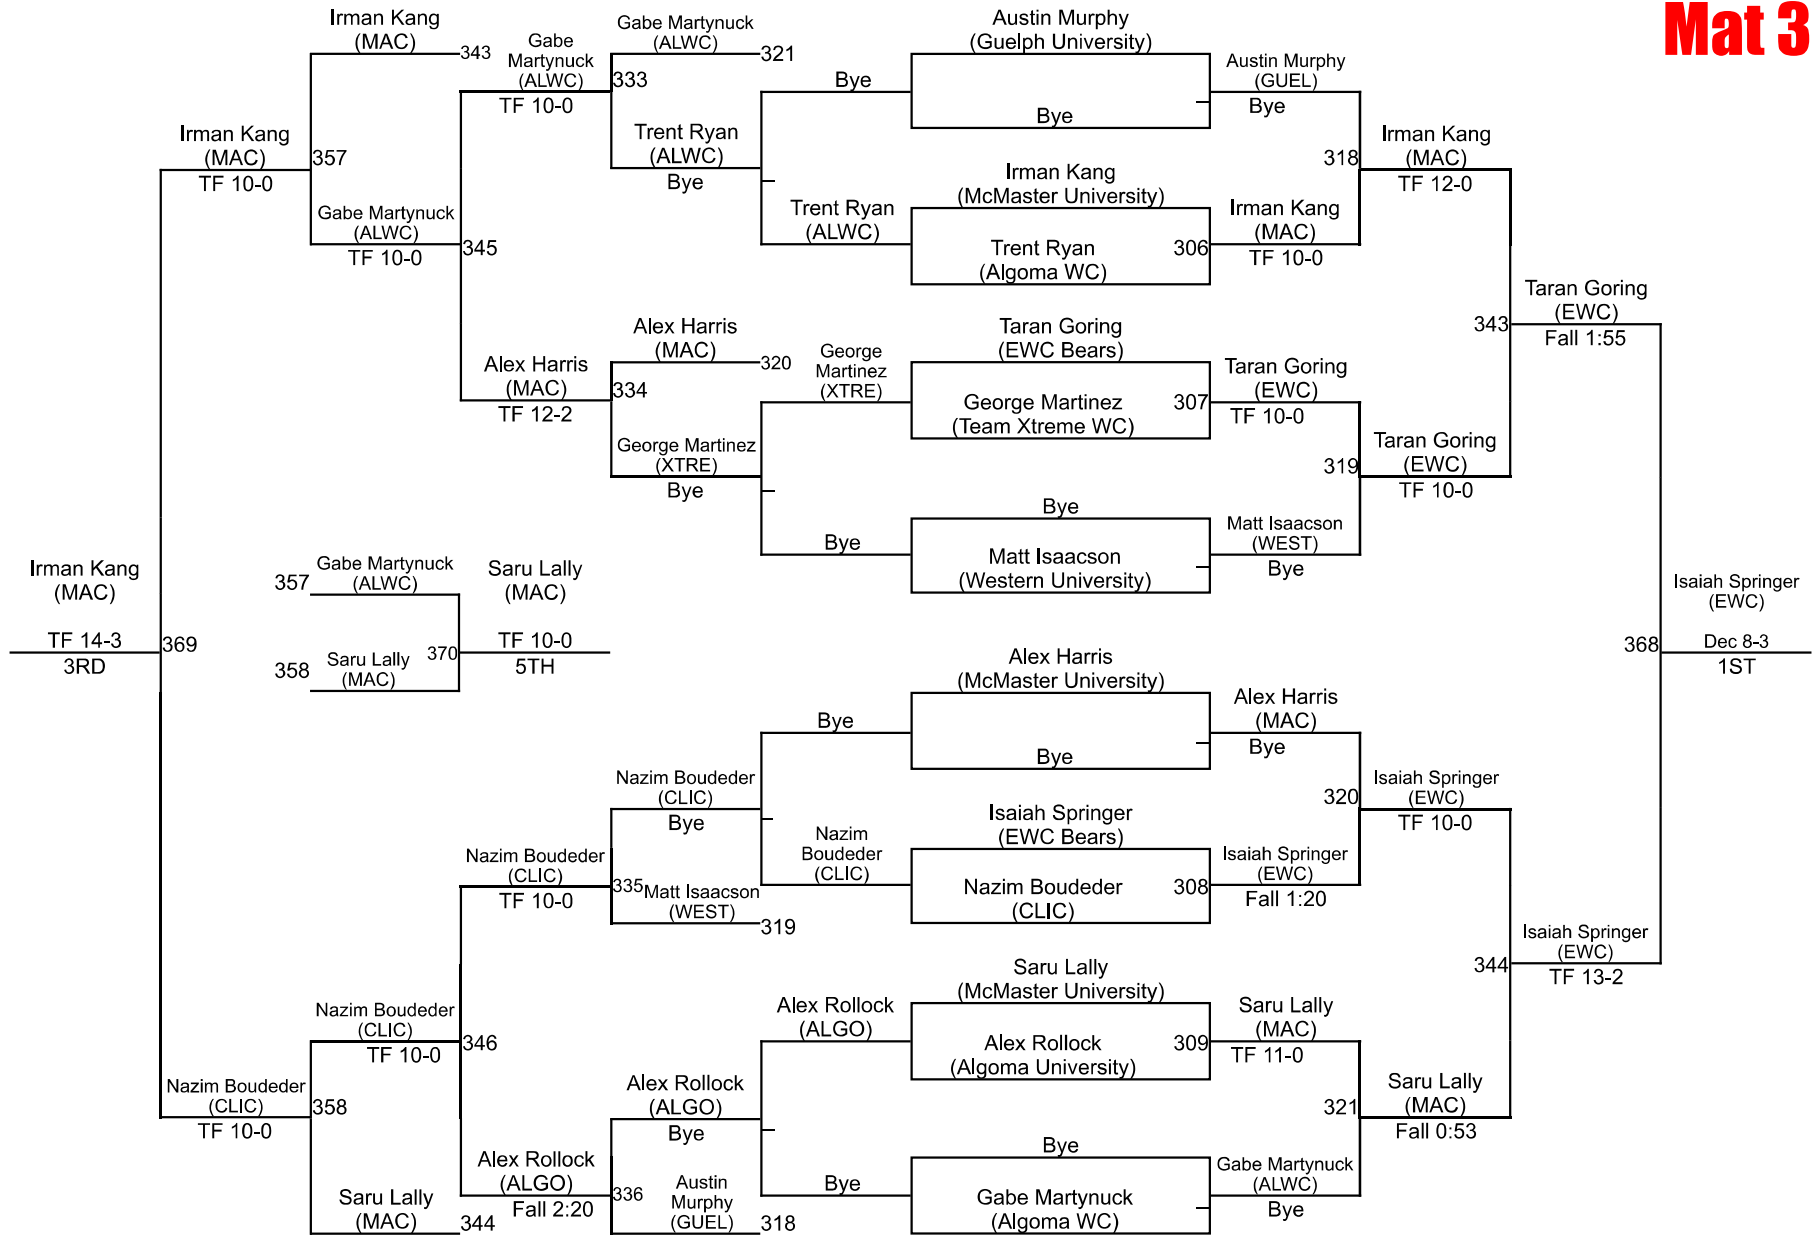 Mat 3
Irman Kang
(MAC)
343
Gabe
Martynuck
(ALWC)
TF 10-0
333
Gabe Martynuck
(ALWC)
321
Bye
Austin Murphy
(Guelph University)
Bye
Austin Murphy
(GUEL)
Bye
Irman Kang
(MAC)
TF 10-0
357
Trent Ryan
(ALWC)
Bye
Irman Kang
(McMaster University)
318
Irman Kang
(MAC)
TF 12-0
Gabe Martynuck
(ALWC)
TF 10-0
345
Trent Ryan
(ALWC)
Trent Ryan
(Algoma WC)
306
Irman Kang
(MAC)
TF 10-0
Taran Goring
(EWC)
Fall 1:55
343
Alex Harris
(MAC)
TF 12-2
334
Alex Harris
(MAC)
320
George
Martinez
(XTRE)
Taran Goring
(EWC Bears)
George Martinez
(Team Xtreme WC)
307
Taran Goring
(EWC)
TF 10-0
George Martinez
(XTRE)
Bye
319
Taran Goring
(EWC)
TF 10-0
Bye
Bye
Matt Isaacson
(Western University)
Matt Isaacson
(WEST)
Bye
Irman Kang
(MAC)
TF 14-3
3RD
369
357
Gabe Martynuck
(ALWC)
358
Saru Lally
(MAC)
370
Saru Lally
(MAC)
TF 10-0
5TH
Isaiah Springer
(EWC)
368
Dec 8-3
1ST
Bye
Alex Harris
(McMaster University)
Bye
Alex Harris
(MAC)
Bye
Nazim Boudeder
(CLIC)
Bye
320
Isaiah Springer
(EWC)
TF 10-0
Nazim Boudeder
(CLIC)
TF 10-0
335
Matt Isaacson
(WEST)
319
Nazim
Boudeder
(CLIC)
Isaiah Springer
(EWC Bears)
Nazim Boudeder
(CLIC)
308
Isaiah Springer
(EWC)
Fall 1:20
344
Isaiah Springer
(EWC)
TF 13-2
Nazim Boudeder
(CLIC)
TF 10-0
346
Alex Rollock
(ALGO)
Saru Lally
(McMaster University)
Alex Rollock
(Algoma University)
309
Saru Lally
(MAC)
TF 11-0
Nazim Boudeder
(CLIC)
TF 10-0
358
Alex Rollock
(ALGO)
Bye
321
Saru Lally
(MAC)
Fall 0:53
Saru Lally
(MAC)
344
Alex Rollock
(ALGO)
Fall 2:20
336
Austin
Murphy
(GUEL)
318
Bye
Bye
Gabe Martynuck
(Algoma WC)
Gabe Martynuck
(ALWC)
Bye